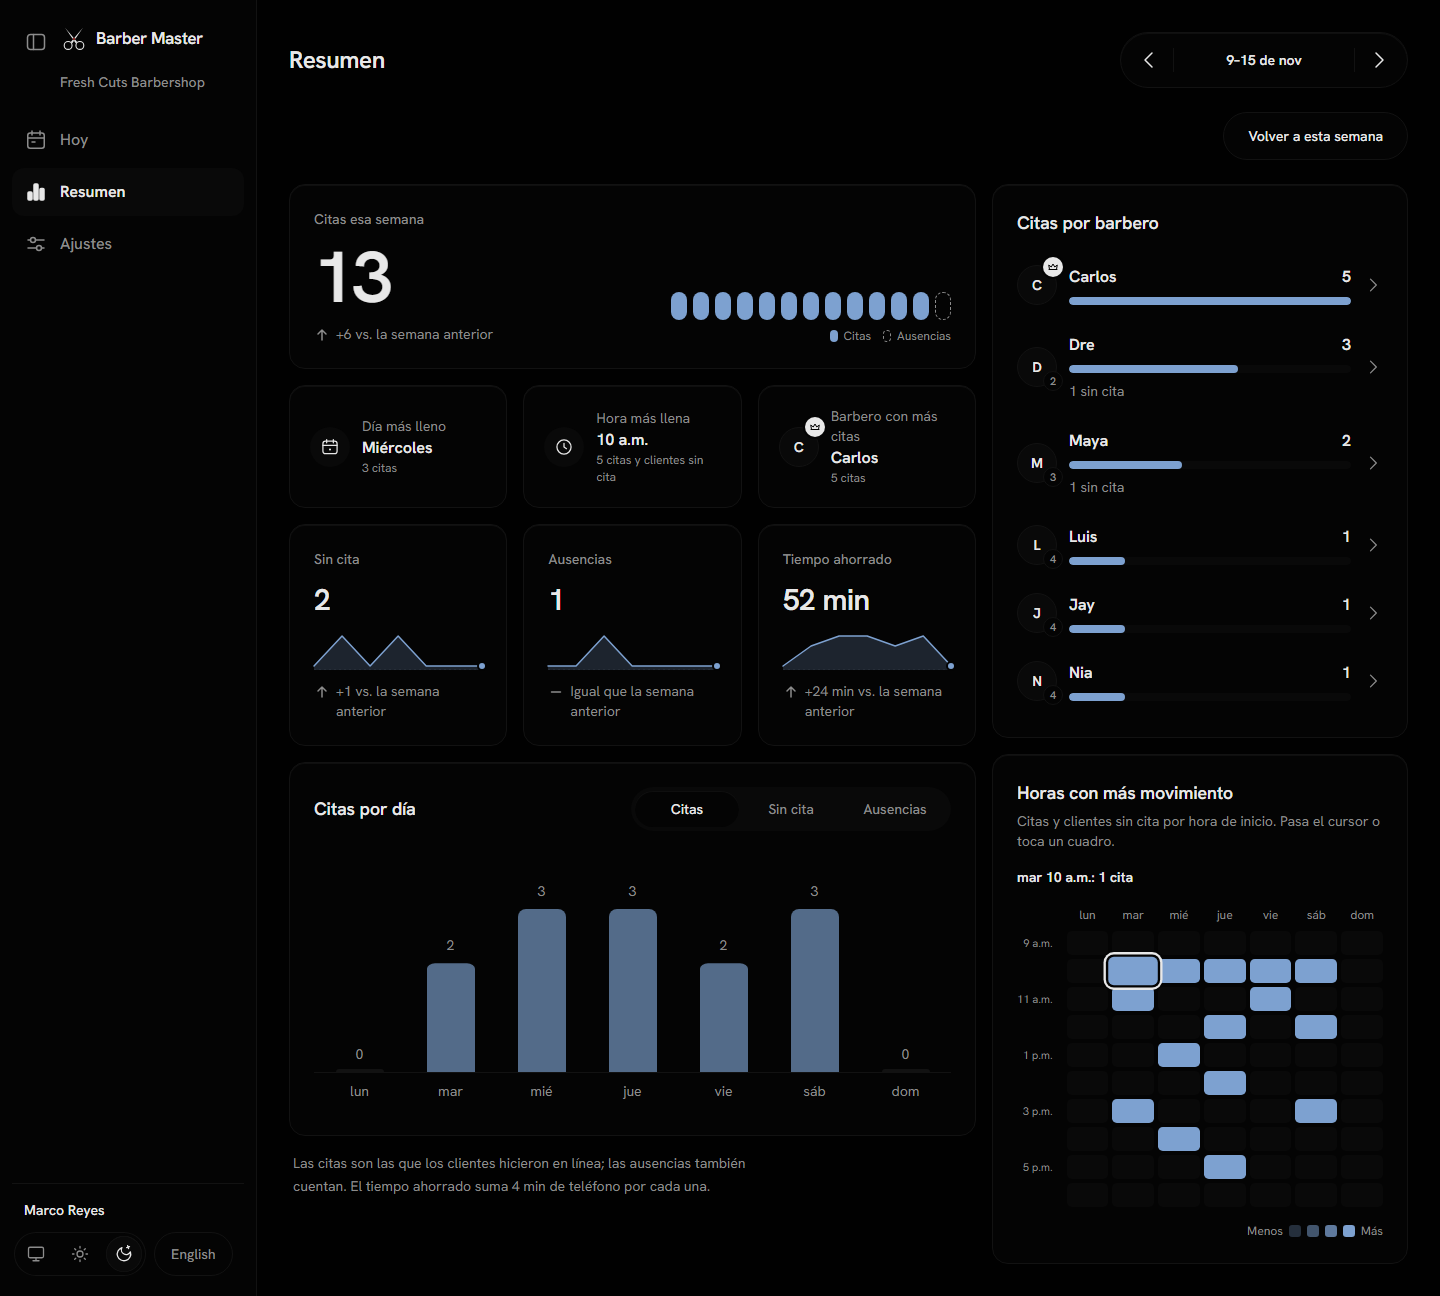 Barber Master
Fresh Cuts Barbershop
Hoy
Resumen
Ajustes
Marco Reyes
English
Resumen
9–15 de nov
Volver a esta semana
Citas esa semana
13
+6 vs. la semana anterior
Citas
Ausencias
Día más lleno
Miércoles
3 citas
Hora más llena
10 a.m.
5 citas y clientes sin
cita
C
Barbero con más
citas
Carlos
5 citas
Sin cita
2
+1 vs. la semana
anterior
Ausencias
1
Igual que la semana
anterior
Tiempo ahorrado
52 min
+24 min vs. la semana
anterior
Citas por día
Citas
Sin cita
Ausencias
0
2
3
3
2
3
0
lun
mar
mié
jue
vie
sáb
dom
Las citas son las que los clientes hicieron en línea; las ausencias también
cuentan. El tiempo ahorrado suma 4 min de teléfono por cada una.
Citas por barbero
C
Carlos
5
D
2
Dre
3
1 sin cita
M
3
Maya
2
1 sin cita
L
4
Luis
1
J
4
Jay
1
N
4
Nia
1
Horas con más movimiento
Citas y clientes sin cita por hora de inicio. Pasa el cursor o
toca un cuadro.
mar 10 a.m.: 1 cita
lun
mar
mié
jue
vie
sáb
dom
9 a.m.
11 a.m.
1 p.m.
3 p.m.
5 p.m.
Menos
Más